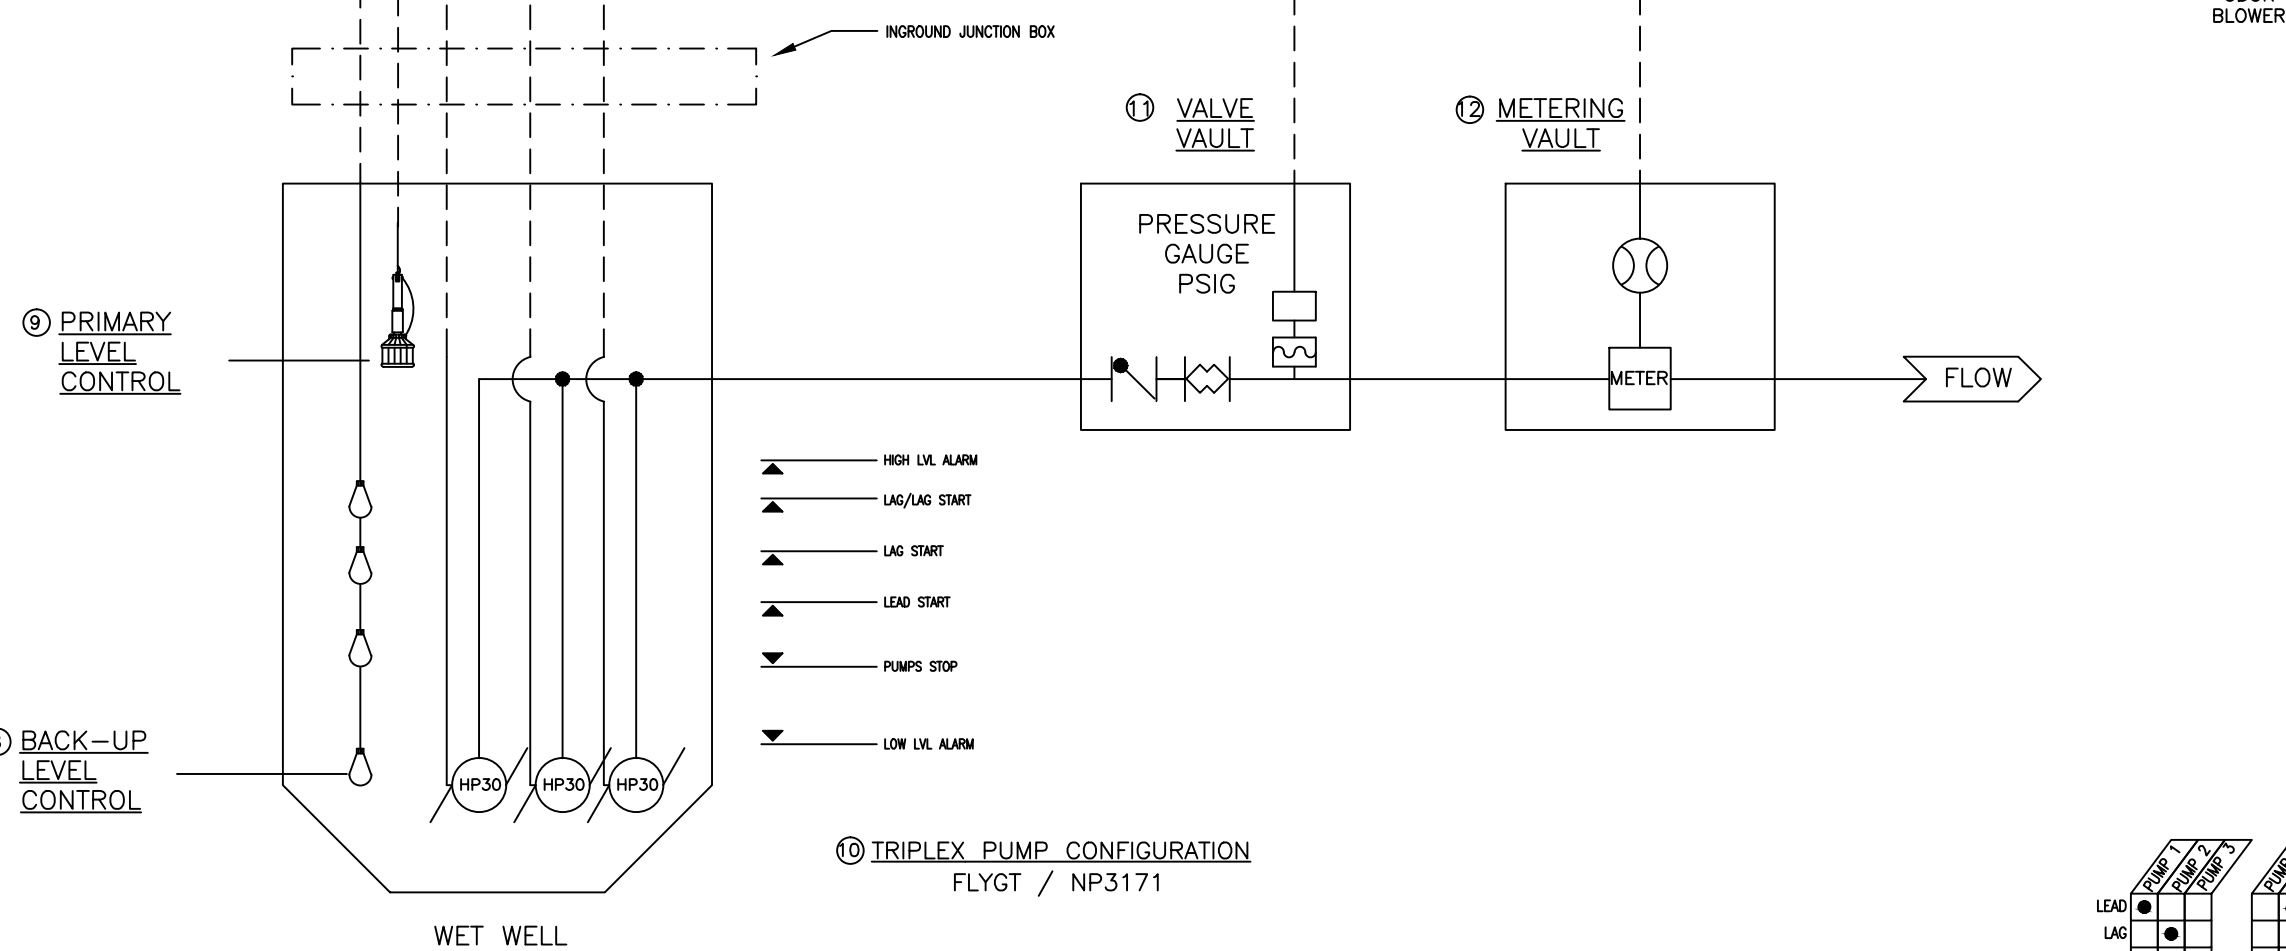 BLOWER
INGROUND JUNCTION BOX
11 VALVE
VAULT
12 METERING
VAULT
PRESSURE
GAUGE
PSIG
9 PRIMARY
LEVEL
CONTROL
METER
FLOW
HIGH LVL ALARM
LAG/LAG START
LAG START
LEAD START
PUMPS STOP
LOW LVL ALARM
BACK-UP
LEVEL
CONTROL
HP30 HP30 HP30
10 TRIPLEX PUMP CONFIGURATION
FLYGT / NP3171
WET WELL
PUMP 1
PUMP 2
PUMP 3
PUMP
LEAD
LAG